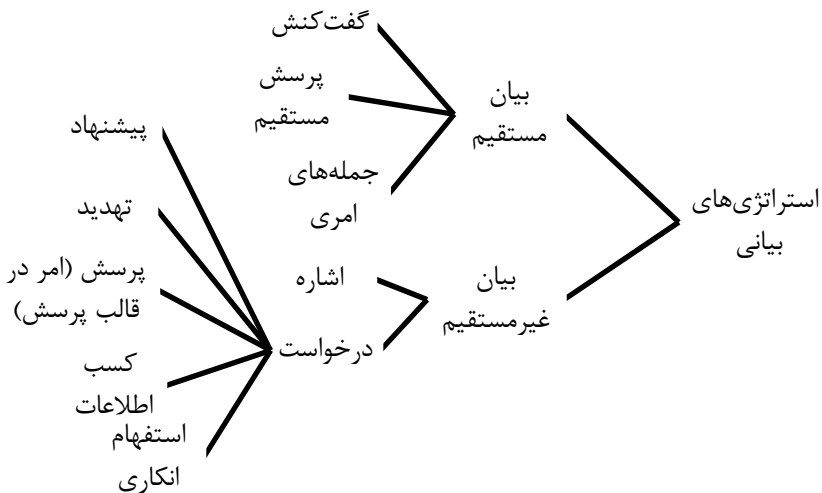 استراتژی‌های
بیانی
بیان
مستقیم
گفت‌کنش
پرسش
مستقیم
جمله‌های
امری
بیان
غیرمستقیم
اشاره
درخواست
پیشنهاد
تهدید
پرسش (امر در
قالب پرسش)
کسب
اطلاعات
استفهام
انکاری